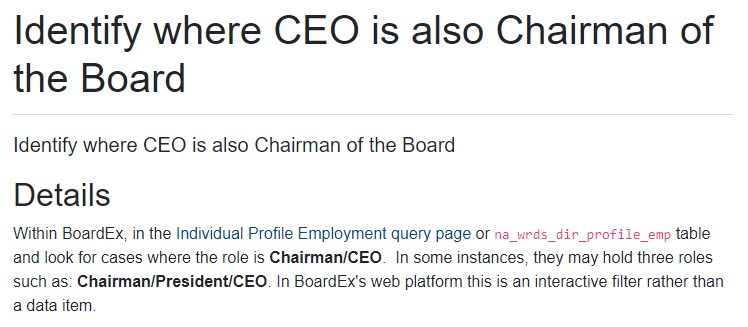 Identify where CEO is also Chairman of
the Board
Identify where CEO is also Chairman of the Board
Details
Within BoardEx, in the Individual Profile Employment query page or na_wrds_dir_profile_emp table
and look for cases where the role is Chairman/CEO. In some instances, they may hold three roles
such as: Chairman/President/CEO. In BoardEx's web platform this is an interactive filter rather than
a data item.